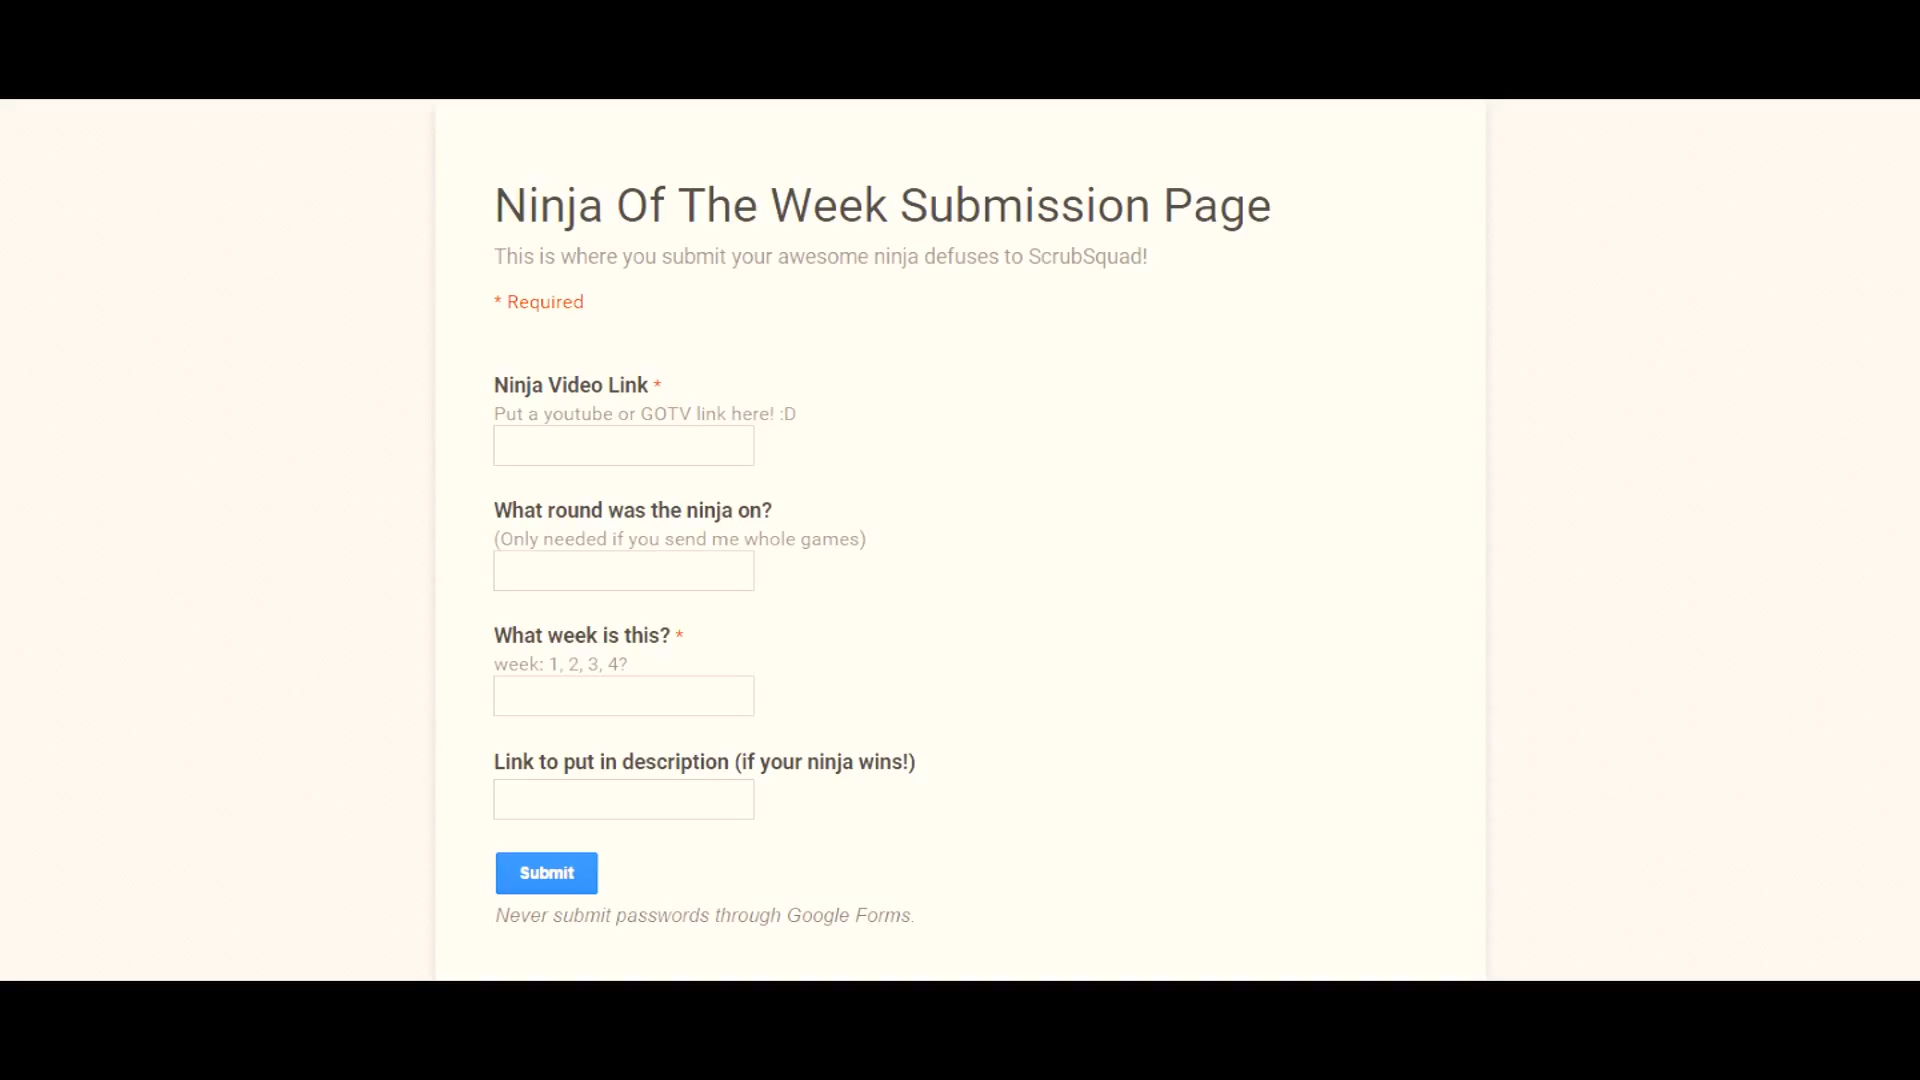 Ninja Of The Week Submission Page
This is where you submit your awesome ninja defuses to ScrubSquad!
* Required
Ninja Video Link *
Put a youtube or GOTV link here! :D
What round was the ninja on?
(Only needed if you send me whole games)
What week is this? *
week: 1, 2, 3, 4?
Link to put in description (if your ninja wins!)
Submit
Never submit passwords through Google Forms.